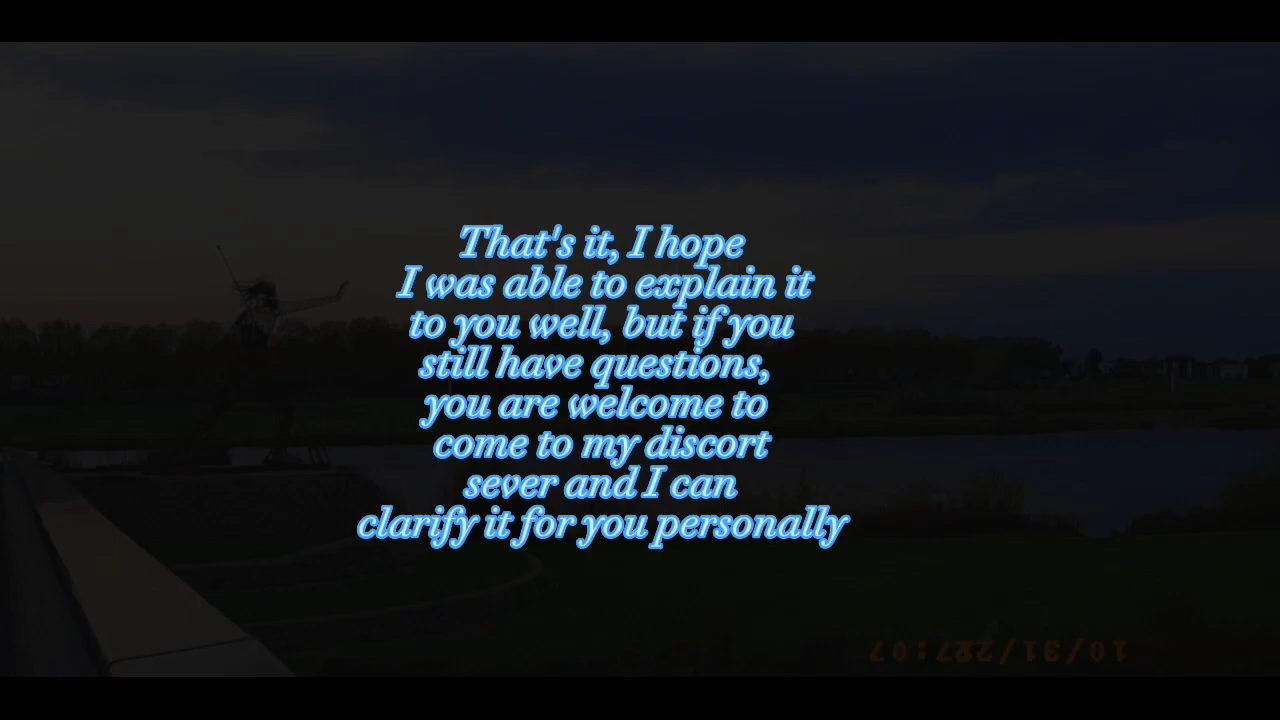 That's it, I hope
I was able to explain it
to you well, but if you
still have questions,
you are welcome to
come to my discort
sever and I can
clarify it for you personally